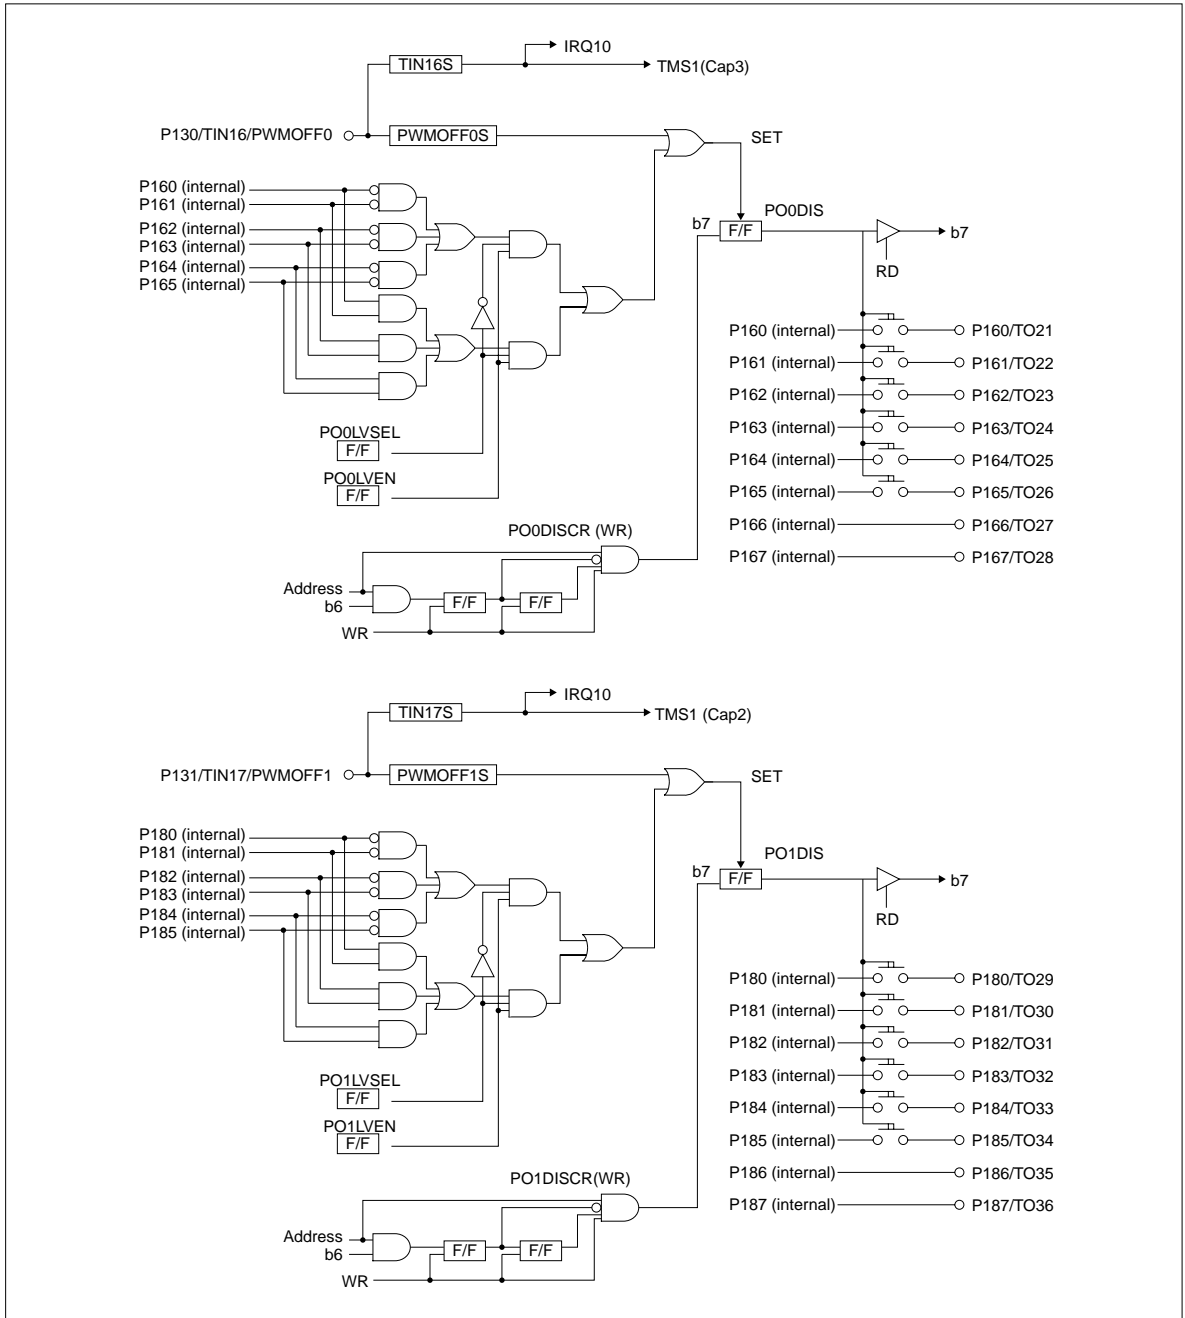 IRQ10
TIN16S
TMS1(Cap3)
P130/TIN16/PWMOFF0
PWMOFF0S
SET
P160 (internal)
P161 (internal)
P162 (internal)
P163 (internal)
P164 (internal)
P165 (internal)
PO0DIS
b7
F/F
b7
RD
P160 (internal)
P160/TO21
P161 (internal)
P161/TO22
P162 (internal)
P162/TO23
P163 (internal)
P163/TO24
P164 (internal)
P164/TO25
P165 (internal)
P165/TO26
P166 (internal)
P166/TO27
P167 (internal)
P167/TO28
PO0LVSEL
F/F
PO0LVEN
F/F
PO0DISCR (WR)
Address
b6
F/F
F/F
WR
IRQ10
TIN17S
TMS1 (Cap2)
P131/TIN17/PWMOFF1
PWMOFF1S
SET
P180 (internal)
P181 (internal)
P182 (internal)
P183 (internal)
P184 (internal)
P185 (internal)
PO1DIS
b7
F/F
b7
RD
P180 (internal)
P180/TO29
P181 (internal)
P181/TO30
P182 (internal)
P182/TO31
P183 (internal)
P183/TO32
P184 (internal)
P184/TO33
P185 (internal)
P185/TO34
P186 (internal)
P186/TO35
P187 (internal)
P187/TO36
PO1LVSEL
F/F
PO1LVEN
F/F
PO1DISCR(WR)
Address
b6
F/F
F/F
WR